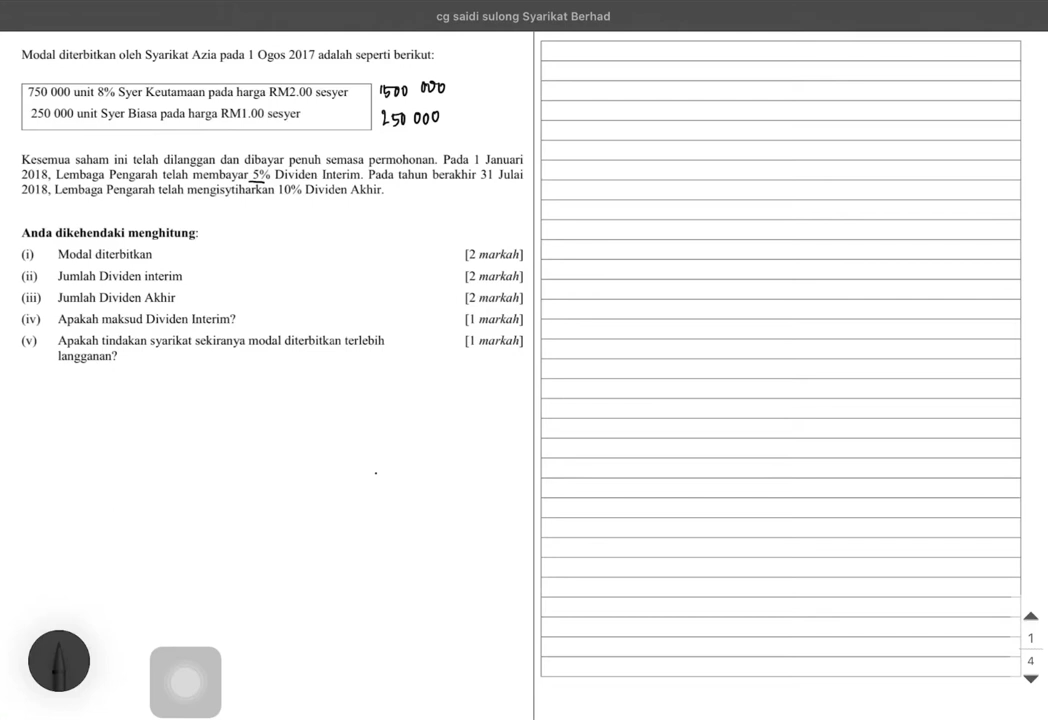 cg saidi sulong Syarikat Berhad
Modal diterbitkan oleh Syarikat Azia pada 1 Ogos 2017 adalah seperti berikut:
750 000 unit 8% Syer Keutamaan pada harga RM2.00 sesyer 1500 000
250 000 unit Syer Biasa pada harga RM1.00 sesyer 250 000
Kesemua saham ini telah dilanggan dan dibayar penuh semasa permohonan. Pada 1 Januari
2018, Lembaga Pengarah telah membayar 5% Dividen Interim. Pada tahun berakhir 31 Julai
2018, Lembaga Pengarah telah mengisytiharkan 10% Dividen Akhir.
Anda dikehendaki menghitung:
(i) Modal diterbitkan [2 markah]
(ii) Jumlah Dividen interim [2 markah]
(iii) Jumlah Dividen Akhir [2 markah]
(iv) Apakah maksud Dividen Interim? [1 markah]
(v) Apakah tindakan syarikat sekiranya modal diterbitkan terlebih [1 markah]
langganan?
1
4